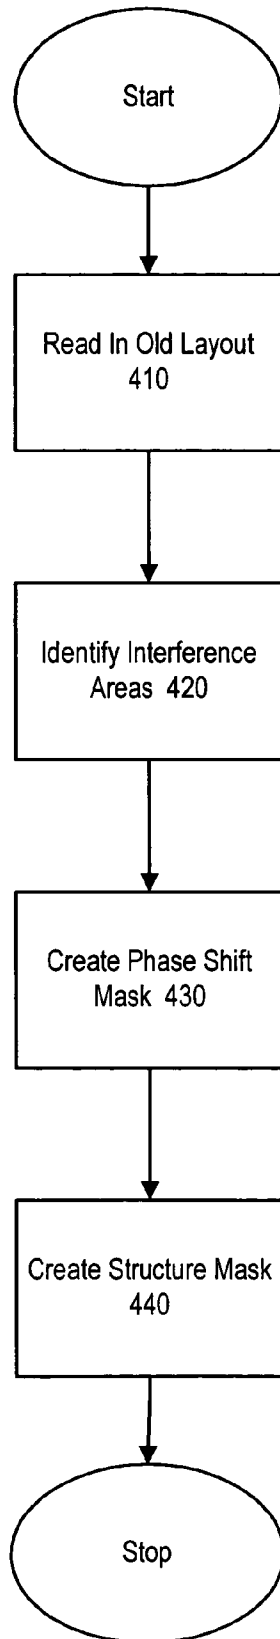 Start
Read In Old Layout
410
Identify Interference
Areas 420
Create Phase Shift
Mask 430
Create Structure Mask
440
Stop